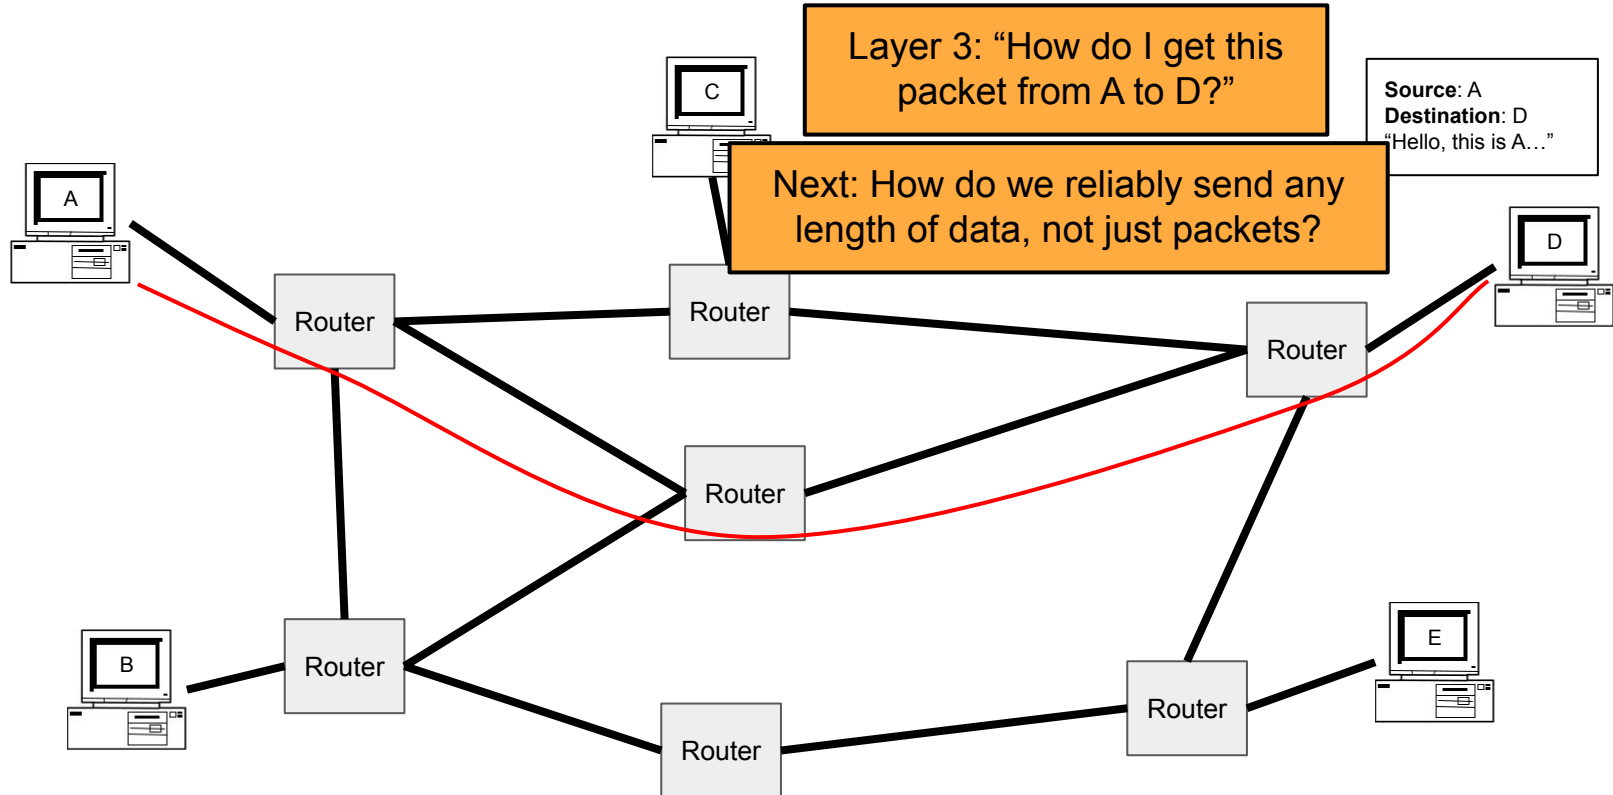 Layer 3: “How do I get this
packet from A to D?”
C
Source: A
Destination: D
“Hello, this is A…”
Next: How do we reliably send any
length of data, not just packets?
A
D
Router
Router
Router
Router
B
Router
E
Router
Router